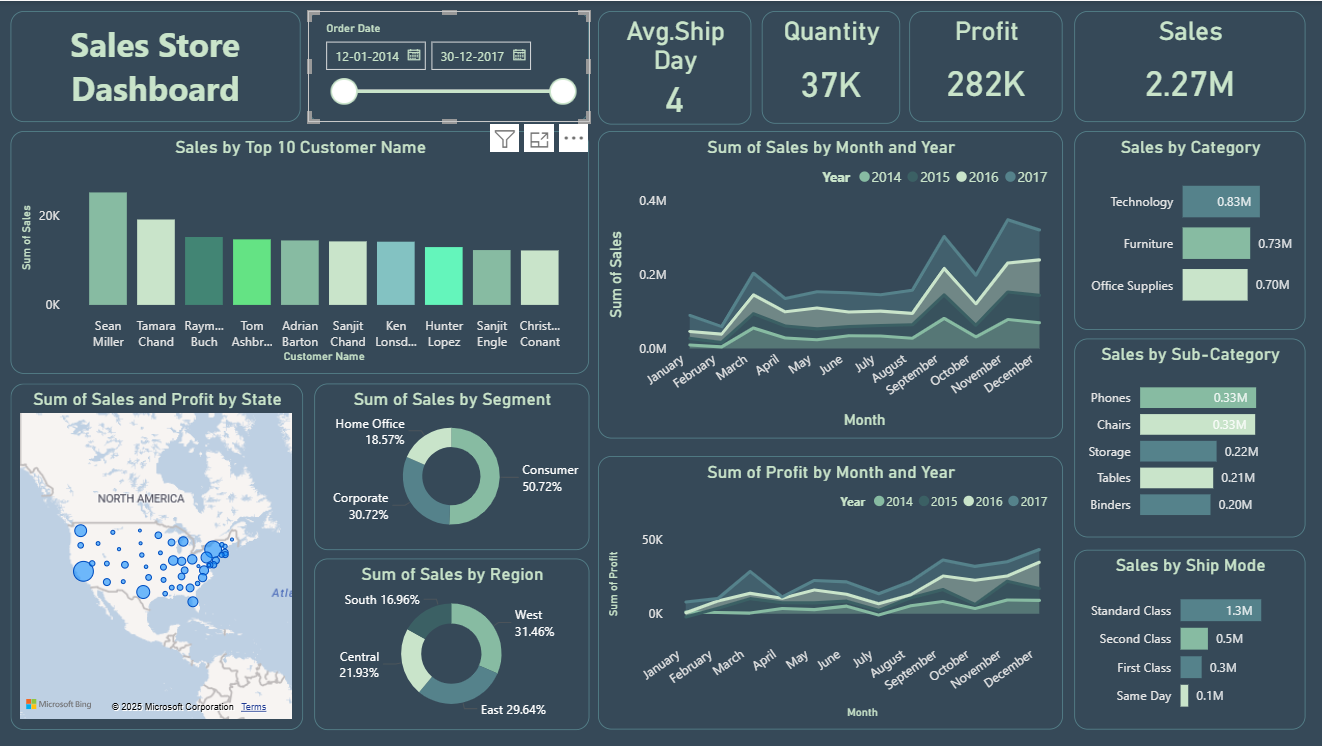 Sales Store
Dashboard
Order Date
12-01-2014
30-12-2017
Avg.Ship
Day
4
Quantity
37K
Profit
282K
Sales
2.27M
Sales by Top 10 Customer Name
Sum of Sales
20K
0K
Sean
Miller
Tamara
Chand
Raym...
Buch
Tom
Ashbr...
Adrian
Barton
Sanjit
Chand
Ken
Lonsd...
Hunter
Lopez
Sanjit
Engle
Christ...
Conant
Customer Name
Sum of Sales by Month and Year
Year 2014 2015 2016 2017
Sum of Sales
0.4M
0.2M
0.0M
January
February
March
April
May
June
July
August
September
October
November
December
Month
Sales by Category
Technology 0.83M
Furniture 0.73M
Office Supplies 0.70M
Sales by Sub-Category
Phones 0.33M
Chairs 0.33M
Storage 0.22M
Tables 0.21M
Binders 0.20M
Sum of Sales and Profit by State
NORTH AMERICA
Atla
Microsoft Bing
© 2025 Microsoft Corporation Terms
Sum of Sales by Segment
Home Office
18.57%
Consumer
50.72%
Corporate
30.72%
Sum of Sales by Region
South 16.96%
West
31.46%
Central
21.93%
East 29.64%
Sum of Profit by Month and Year
Year 2014 2015 2016 2017
Sum of Profit
50K
0K
January
February
March
April
May
June
July
August
September
October
November
December
Month
Sales by Ship Mode
Standard Class 1.3M
Second Class 0.5M
First Class 0.3M
Same Day 0.1M